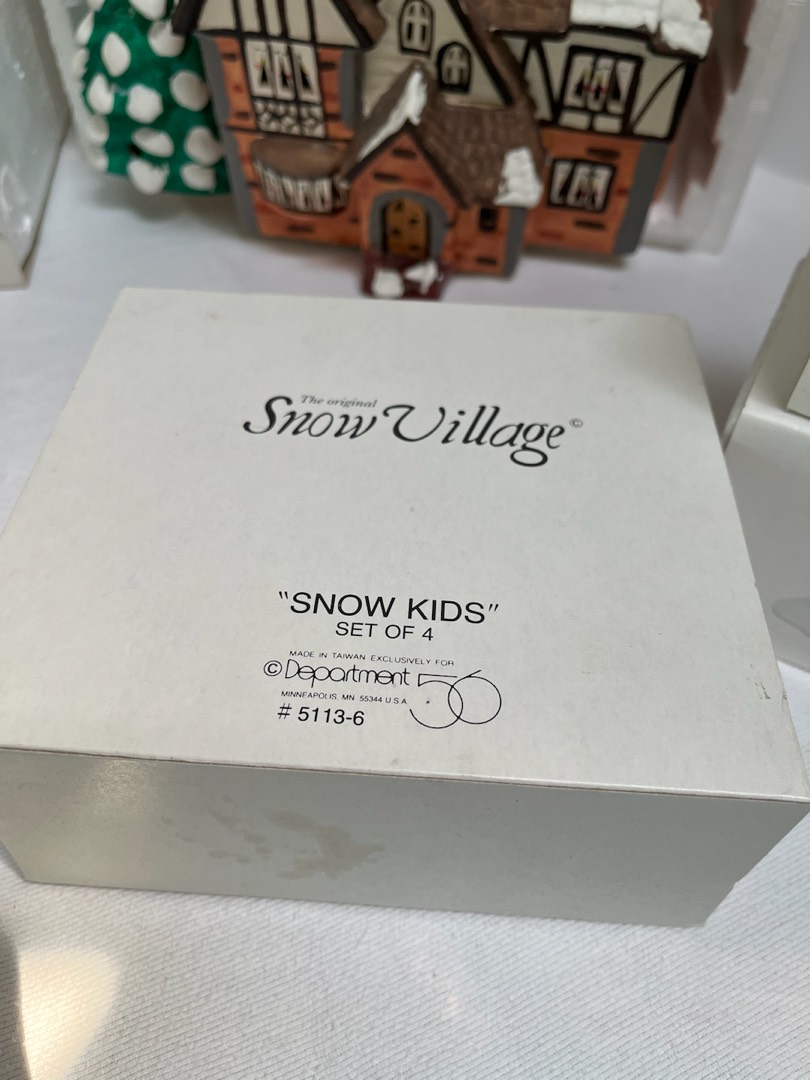 The original
Snow Village©
"SNOW KIDS"
SET OF 4
MADE IN TAIWAN EXCLUSIVELY FOR
© Department 56
MINNEAPOLIS, MN 55344 U.S.A.
# 5113-6